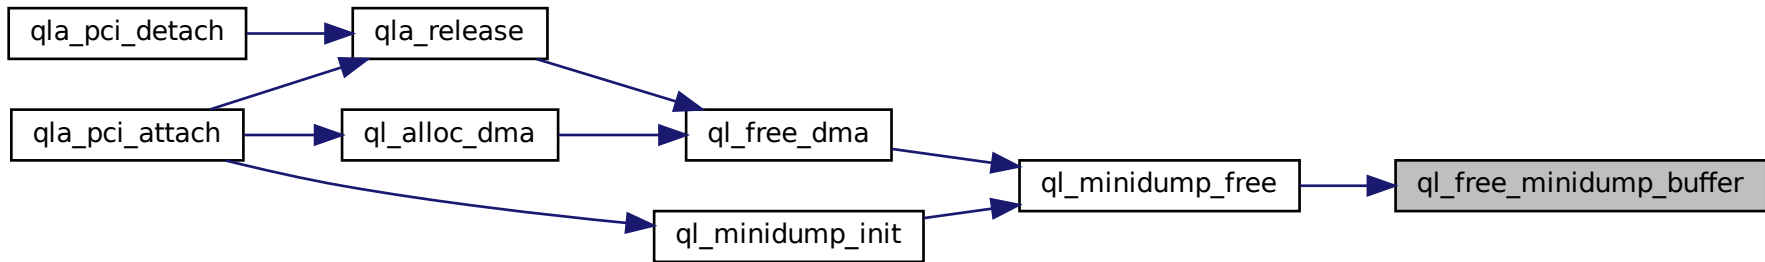 qla_pci_detach
qla_release
qla_pci_attach
ql_alloc_dma
ql_free_dma
ql_minidump_free
ql_free_minidump_buffer
ql_minidump_init